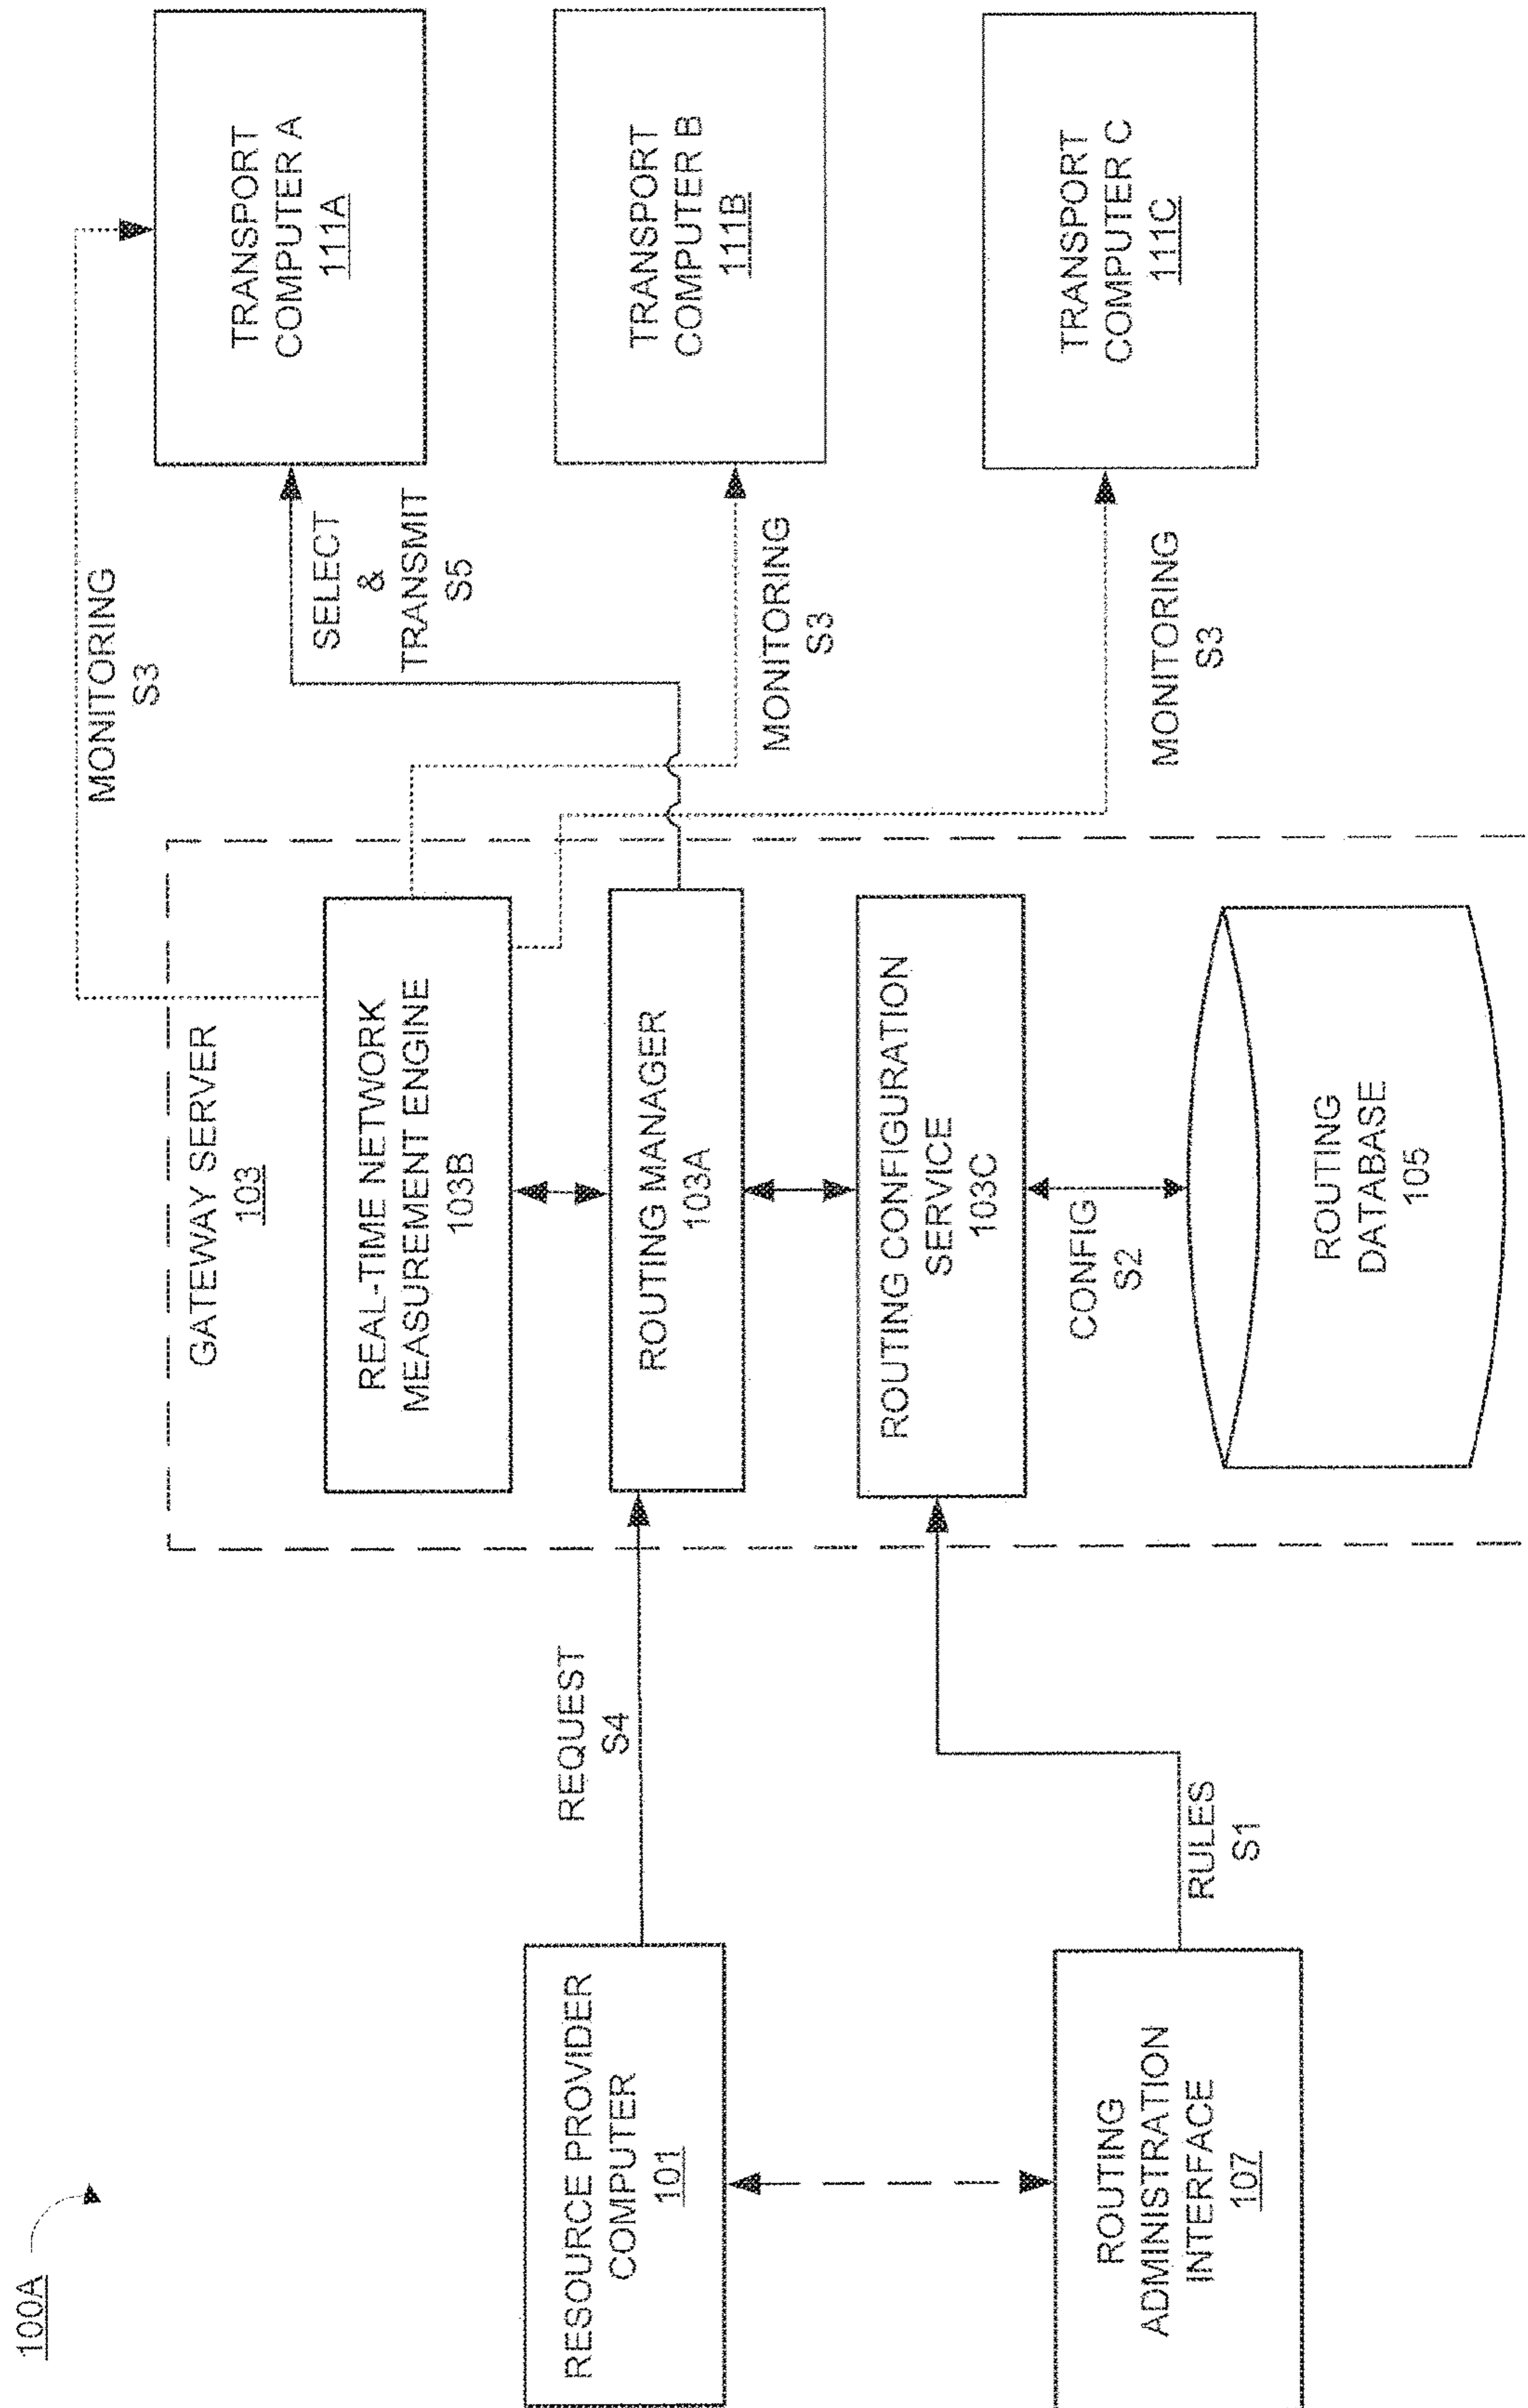 100A
RESOURCE PROVIDER
COMPUTER
101
ROUTING
ADMINISTRATION
INTERFACE
107
REQUEST
S4
RULES
S1
GATEWAY SERVER
103
REAL-TIME NETWORK
MEASUREMENT ENGINE
103B
ROUTING MANAGER
103A
ROUTING CONFIGURATION
SERVICE
103C
CONFIG
S2
ROUTING
DATABASE
105
MONITORING
S3
SELECT
&
TRANSMIT
S5
MONITORING
S3
MONITORING
S3
TRANSPORT
COMPUTER A
111A
TRANSPORT
COMPUTER B
111B
TRANSPORT
COMPUTER C
111C